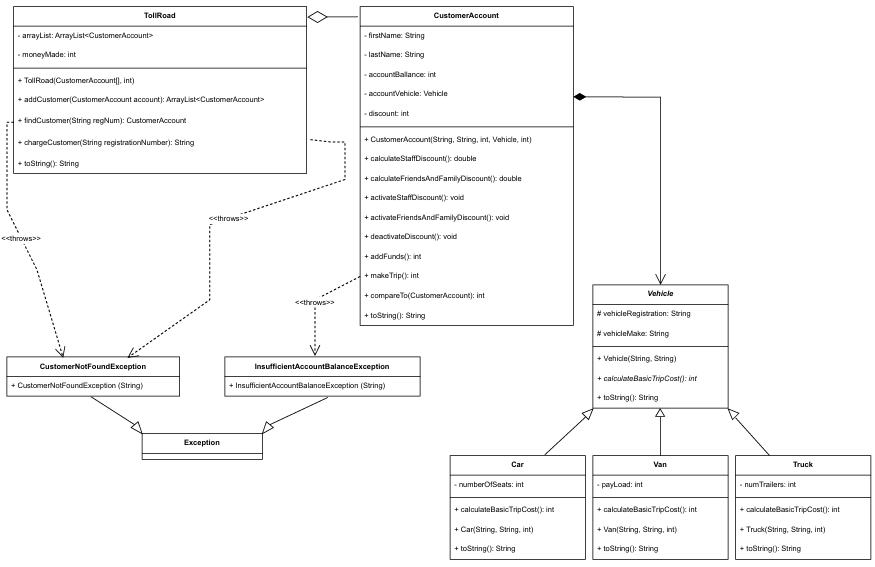 TollRoad
- arrayList: ArrayList<CustomerAccount>
- moneyMade: int
+ TollRoad(CustomerAccount[], int)
+ addCustomer(CustomerAccount account): ArrayList<CustomerAccount>
+ findCustomer(String regNum): CustomerAccount
+ chargeCustomer(String registrationNumber): String
+ toString(): String
CustomerAccount
- firstName: String
- lastName: String
- accountBallance: int
- accountVehicle: Vehicle
- discount: int
+ CustomerAccount(String, String, int, Vehicle, int)
+ calculateStaffDiscount(): double
+ calculateFriendsAndFamilyDiscount(): double
+ activateStaffDiscount(): void
+ activateFriendsAndFamilyDiscount(): void
+ deactivateDiscount(): void
+ addFunds(): int
+ makeTrip(): int
+ compareTo(CustomerAccount): int
+ toString(): String
<<throws>>
<<throws>>
<<throws>>
Vehicle
# vehicleRegistration: String
# vehicleMake: String
+ Vehicle(String, String)
+ calculateBasicTripCost(): int
+ toString(): String
CustomerNotFoundException
+ CustomerNotFoundException (String)
InsufficientAccountBalanceException
+ InsufficientAccountBalanceException (String)
Exception
Car
- numberOfSeats: int
+ calculateBasicTripCost(): int
+ Car(String, String, int)
+ toString(): String
Van
- payLoad: int
+ calculateBasicTripCost(): int
+ Van(String, String, int)
+ toString(): String
Truck
- numTrailers: int
+ calculateBasicTripCost(): int
+ Truck(String, String, int)
+ toString(): String